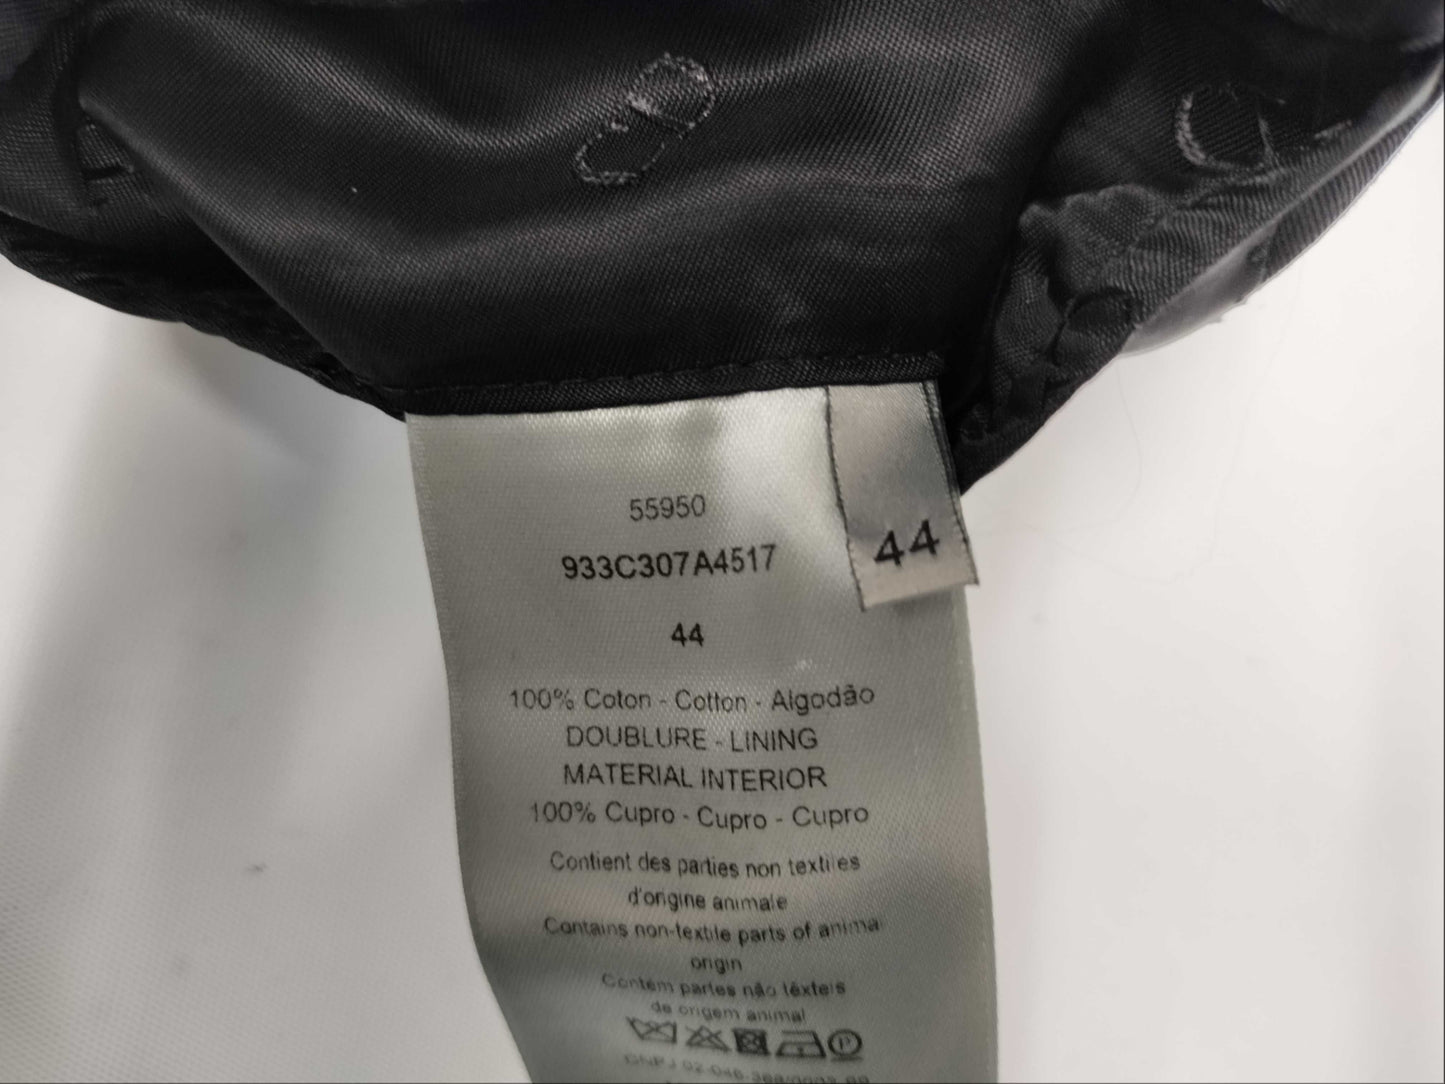 55950
933C307A4517
44
44
100% Coton - Cotton - Algodão
DOUBLURE - LINING
MATERIAL INTERIOR
100% Cupro - Cupro - Cupro
Contient des parties non textiles
d'origine animale
Contains non-textile parts of animal
origin
Contém partes não têxteis
de origem animal
P
CNPJ